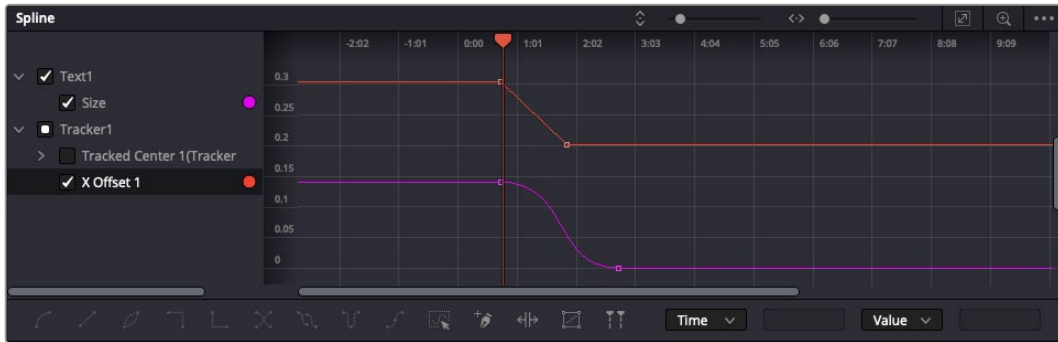 Spline
-2:02 -1:01 0:00 1:01 2:02 3:03 4:04 5:05 6:06 7:07 8:08 9:09
Text1
Size
Tracker1
Tracked Center 1(Tracker
X Offset 1
0.3
0.25
0.2
0.15
0.1
0.05
0
Time
Value